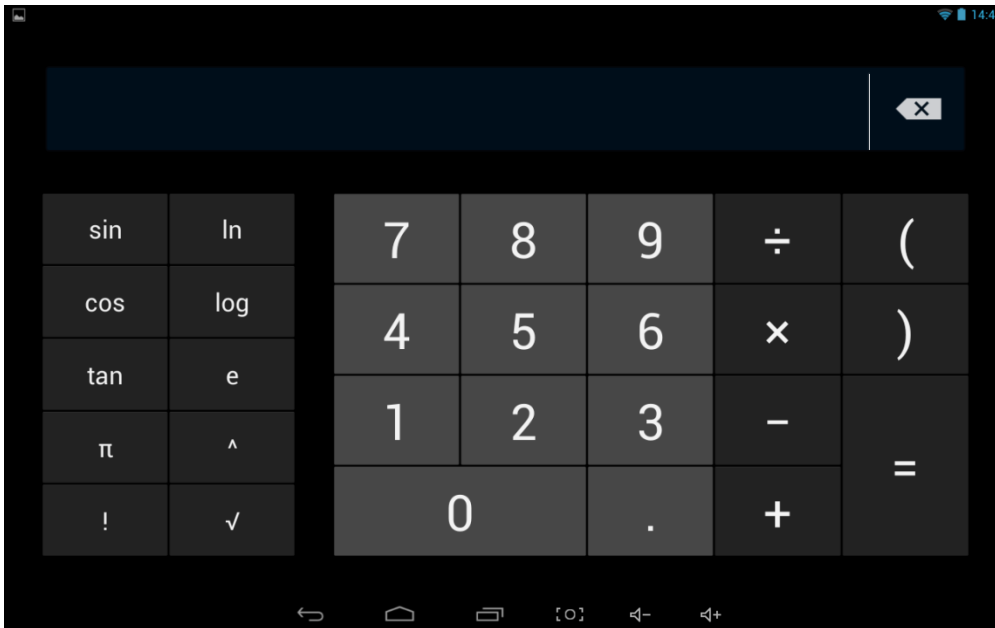 14:4
sin ln 7 8 9 ÷ (
cos log 4 5 6 × )
tan e 1 2 3 −
π ^ =
! √ 0 . +